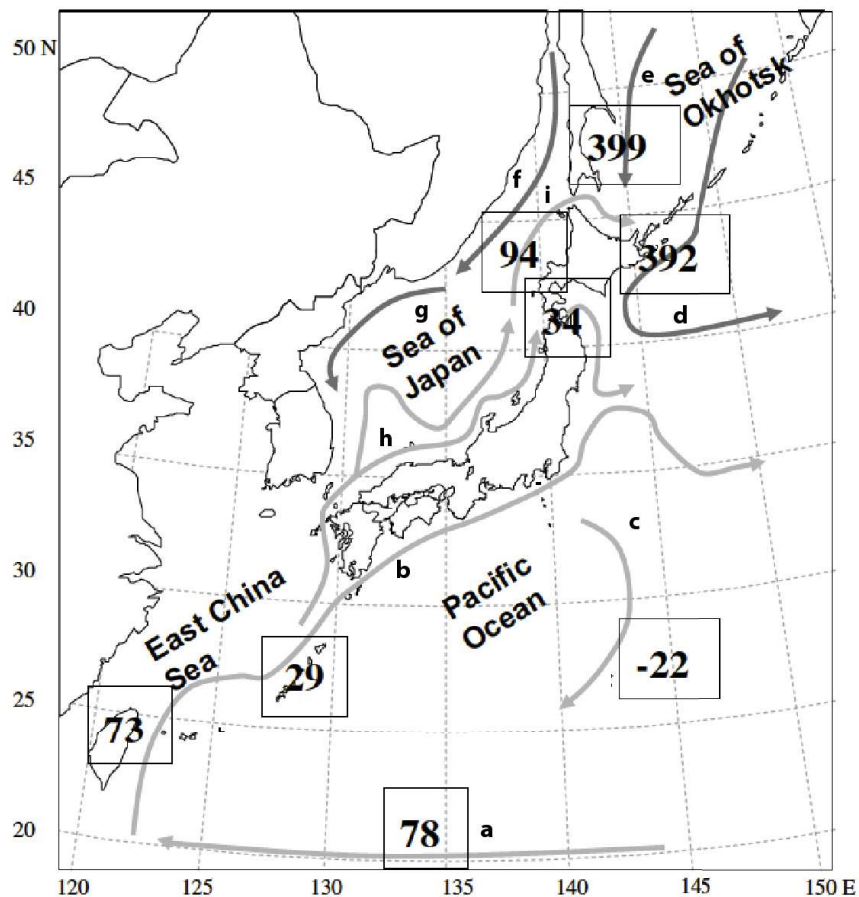 50 N
e
Sea of
Okhotsk
399
45
f
i
94
392
40
g
34
d
Sea of
Japan
35
h
c
b
30
Pacific
Ocean
East China
Sea
29
-22
25
73
20
78
a
120
125
130
135
140
145
150 E